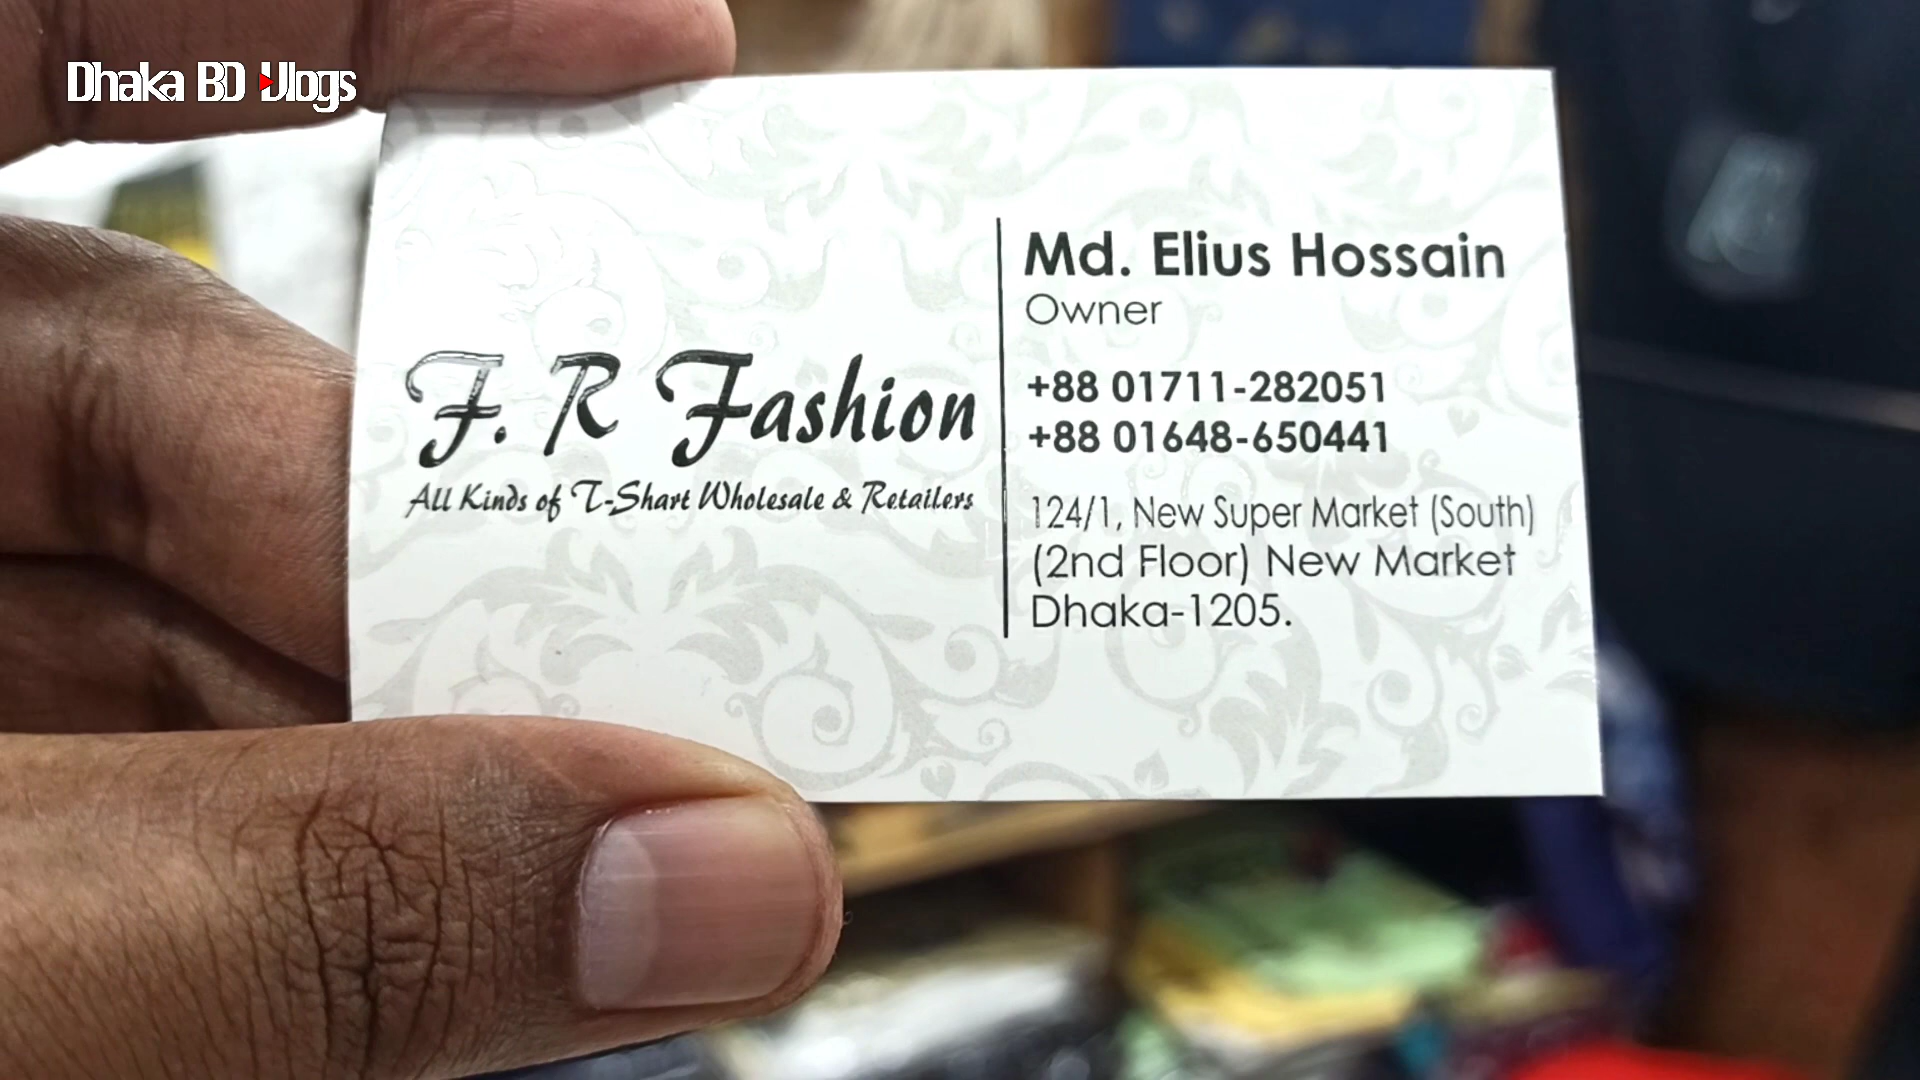 Dhaka BD Vlogs
F. R Fashion
All Kinds of T-Shart Wholesale & Retailers
Md. Elius Hossain
Owner
+88 01711-282051
+88 01648-650441
124/1, New Super Market (South)
(2nd Floor) New Market
Dhaka-1205.